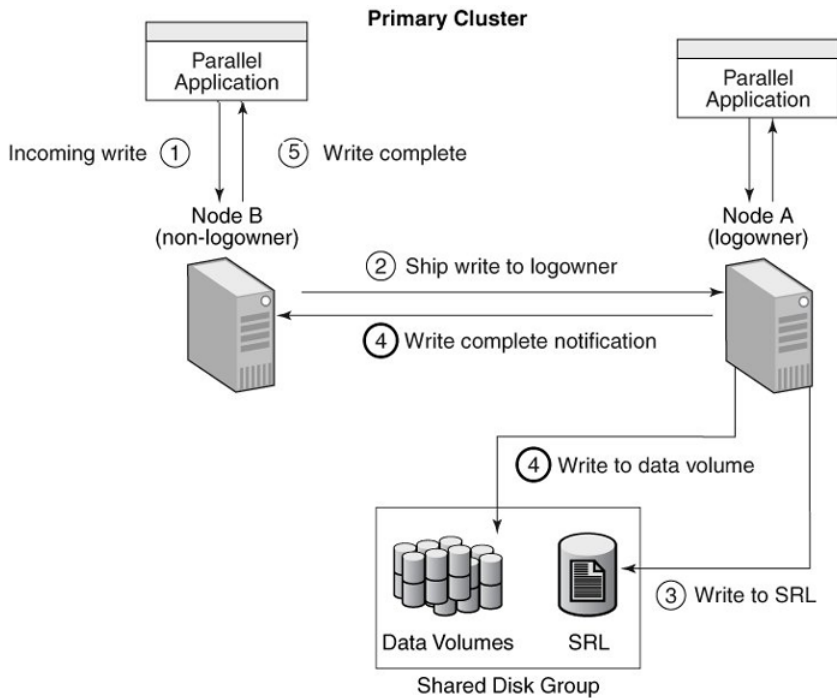 Primary Cluster
Parallel
Application
Parallel
Application
Incoming write 1
5 Write complete
Node B
(non-logowner)
Node A
(logowner)
2 Ship write to logowner
4 Write complete notification
4 Write to data volume
3 Write to SRL
Data Volumes
SRL
Shared Disk Group